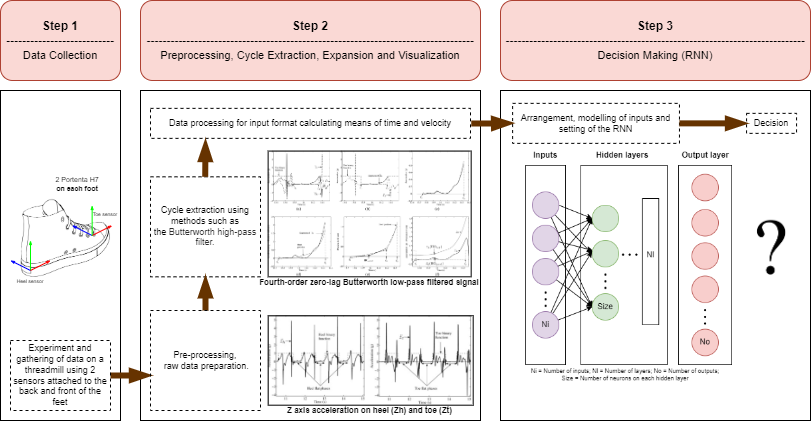 Step 1
Data Collection
Step 2
Preprocessing, Cycle Extraction, Expansion and Visualization
Step 3
Decision Making (RNN)
2 Portenta H7
on each foot
Toe sensor
Heel sensor
Experiment and
gathering of data on a
threadmill using 2
sensors attached to the
back and front of the
feet
Data processing for input format calculating means of time and velocity
Cycle extraction using
methods such as
the Butterworth high-pass
filter.
Fourth-order zero-lag Butterworth low-pass filtered signal
Pre-processing,
raw data preparation.
Z axis acceleration on heel (Zh) and toe (Zt)
Arrangement, modelling of inputs and
setting of the RNN
Decision
Inputs
Hidden layers
Output layer
Ni
Size
Nl
No
?
Ni = Number of inputs; Nl = Number of layers; No = Number of outputs;
Size = Number of neurons on each hidden layer